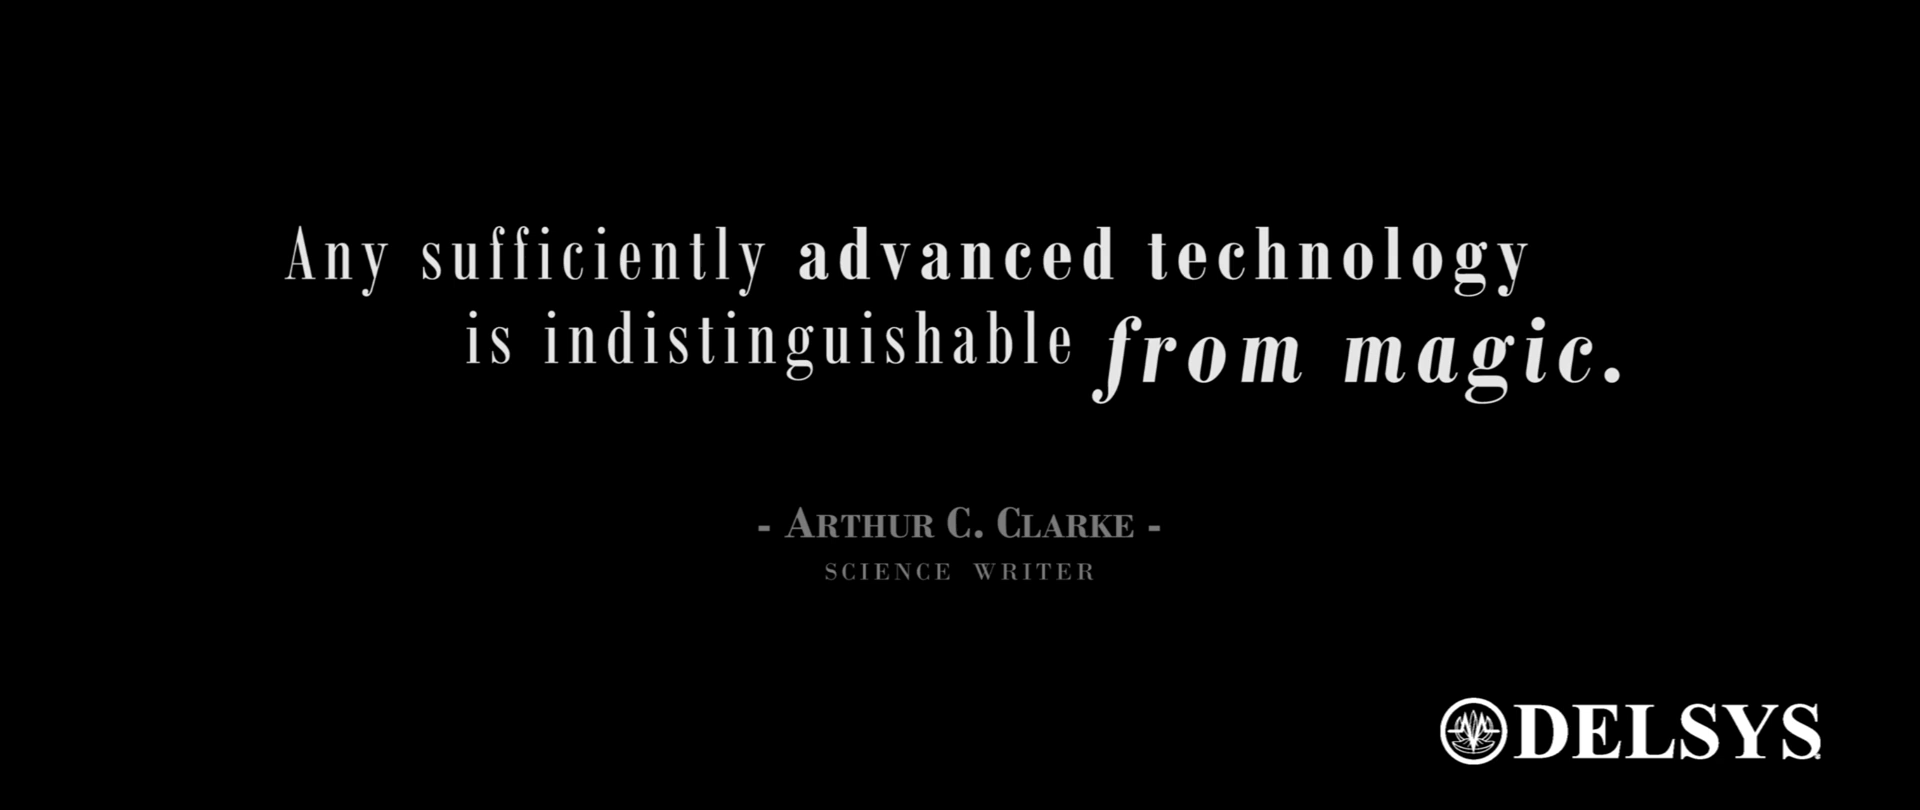 Any sufficiently advanced technology
is indistinguishable from magic.
- ARTHUR C. CLARKE -
SCIENCE WRITER
DELSYS